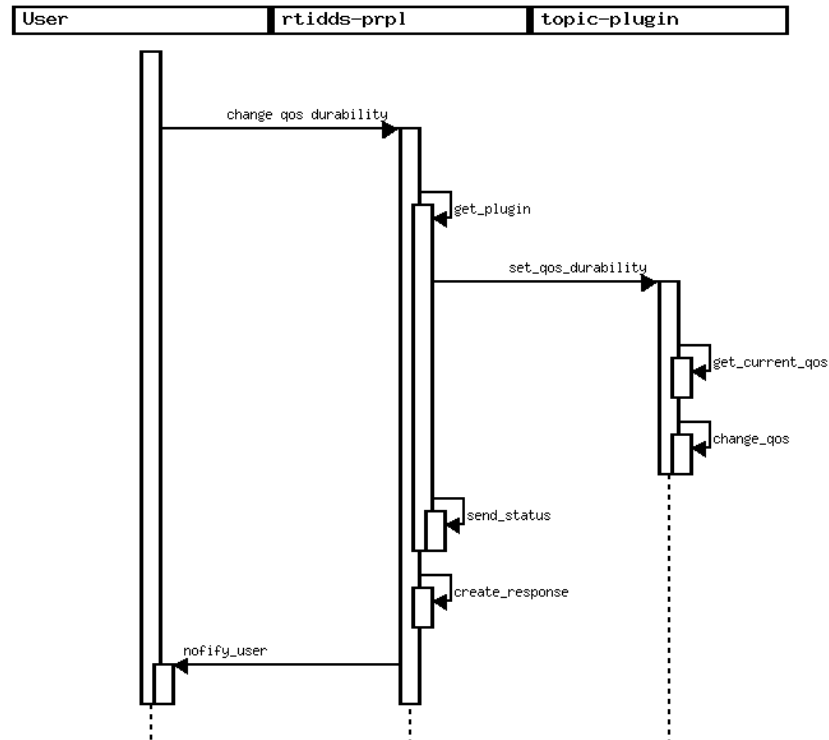 User
rtidds-prpl
topic-plugin
change qos durability
get_plugin
set_qos_durability
get_current_qos
change_qos
send_status
create_response
nofify_user